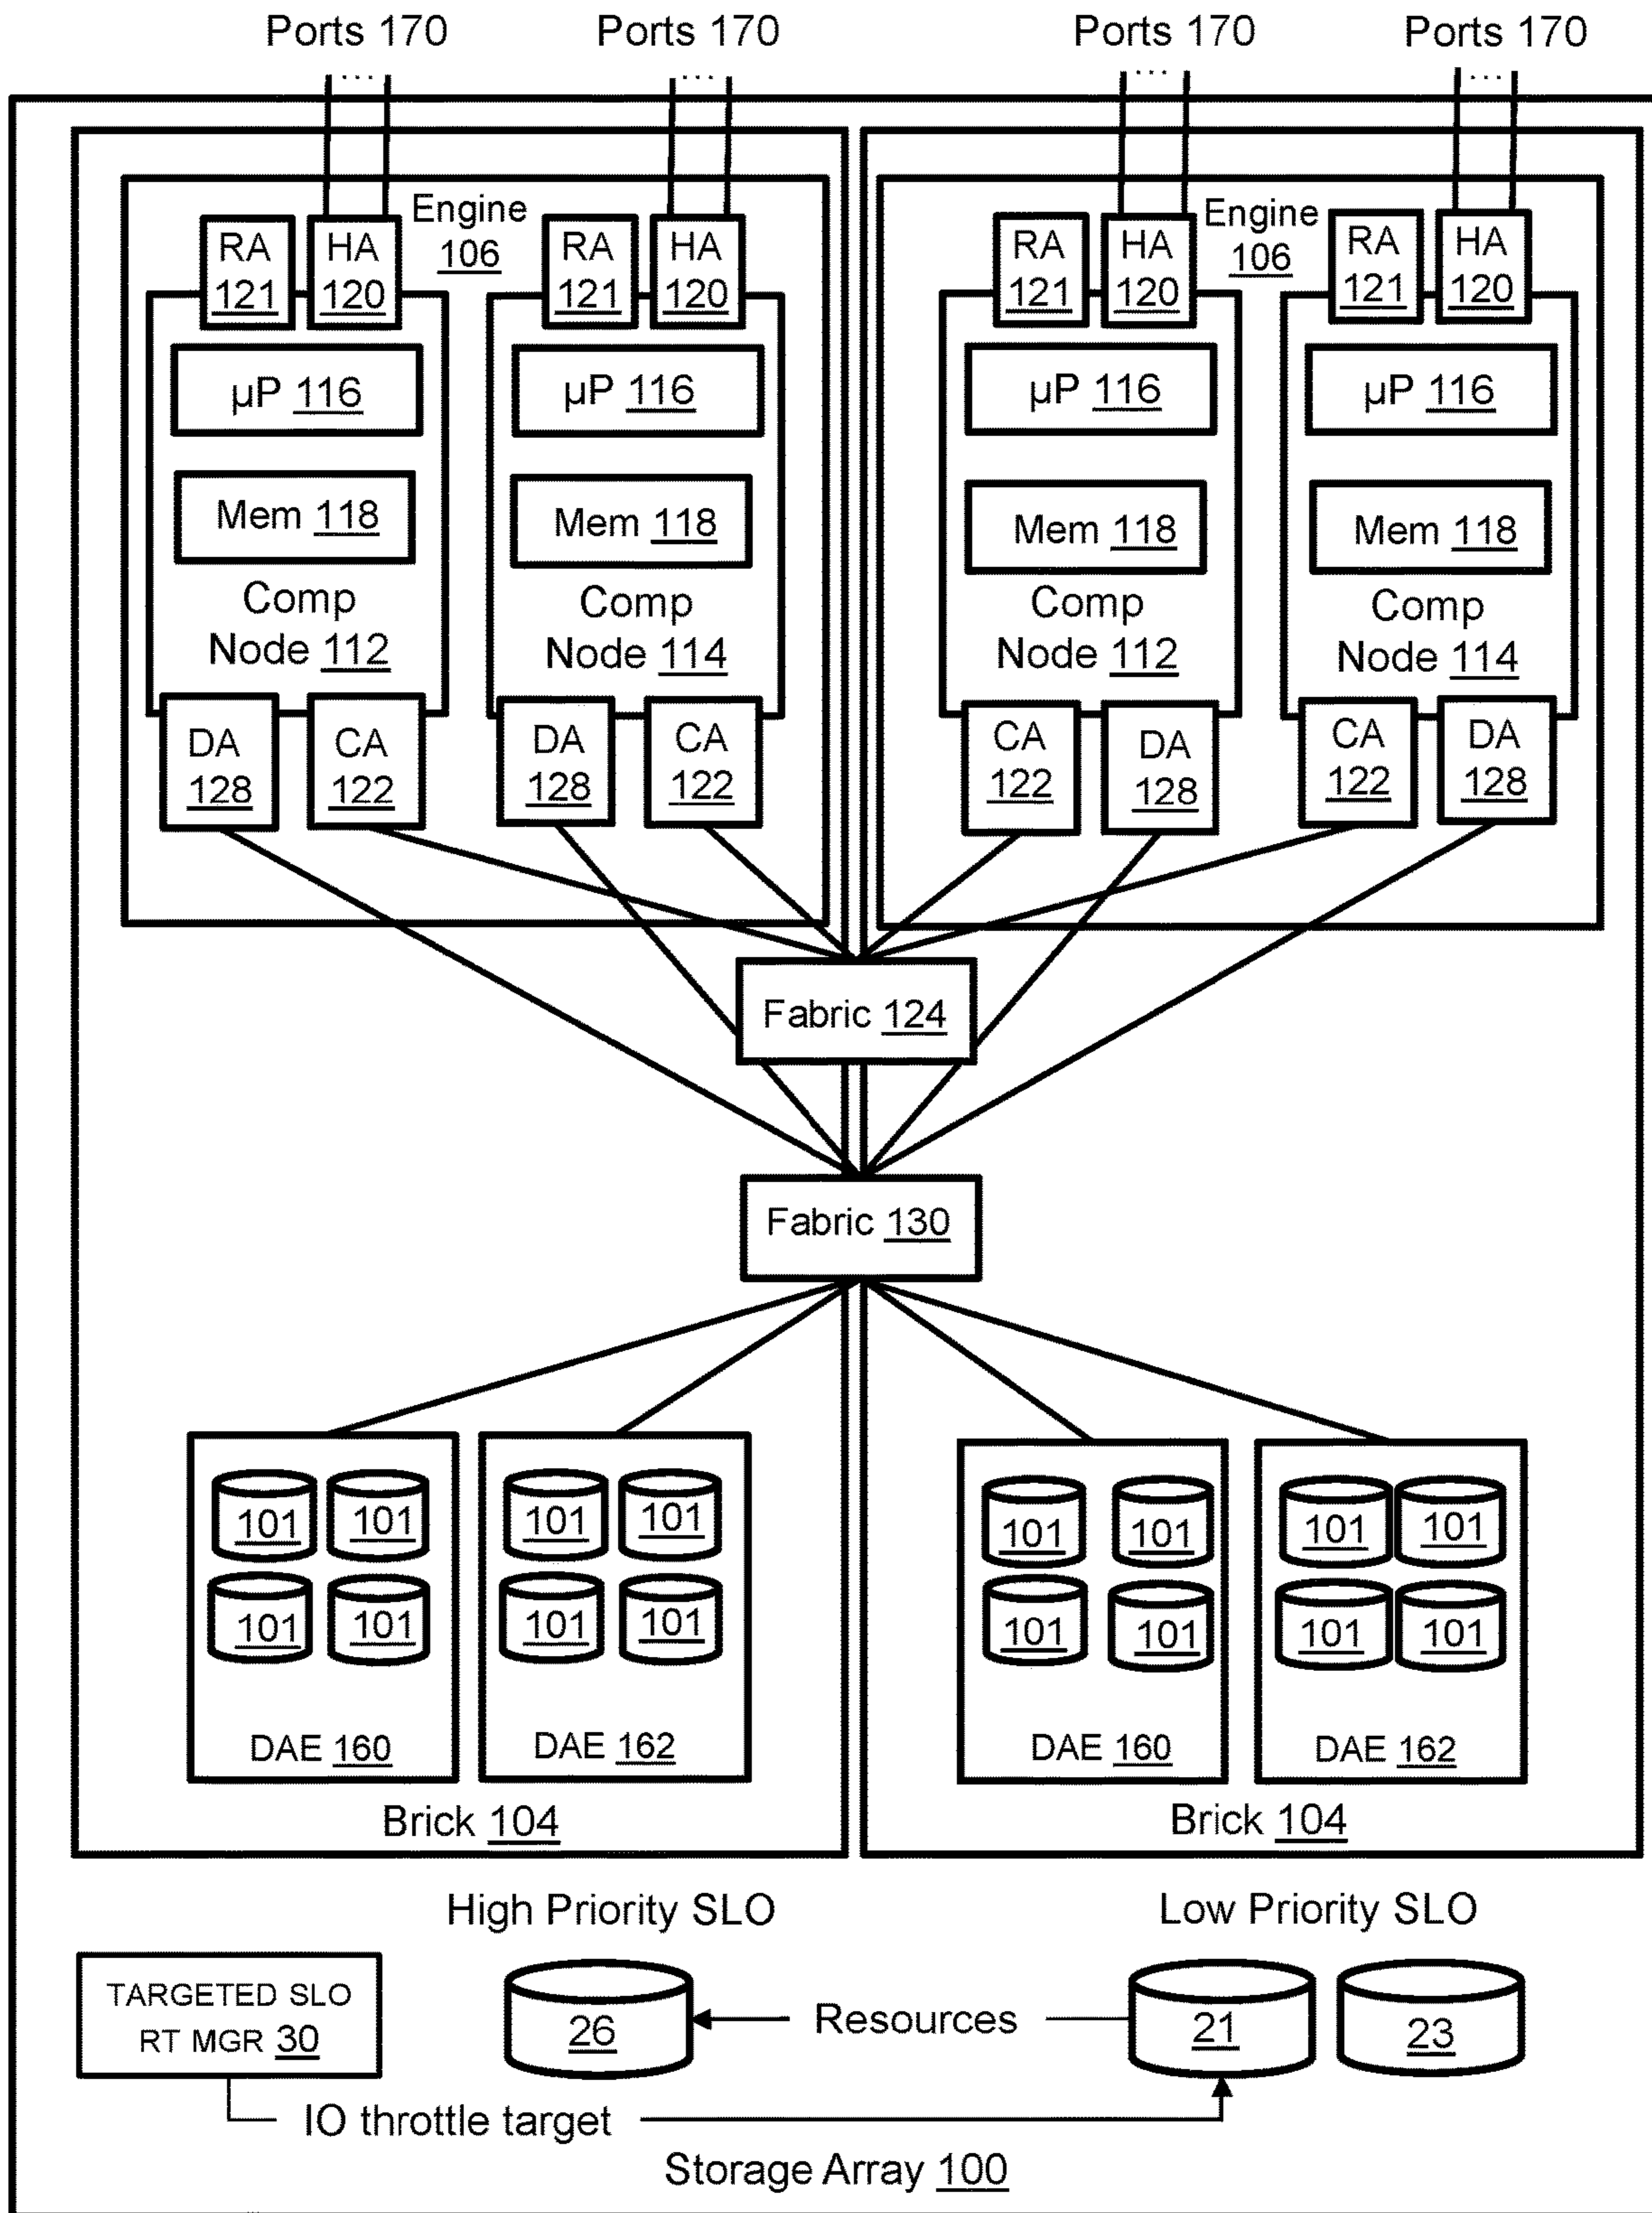 Ports 170
Ports 170
Ports 170
Ports 170
... ... ... ...
Engine
106
RA
121
HA
120
RA
121
HA
120
Engine
106
RA
121
HA
120
RA
121
HA
120
µP 116
µP 116
µP 116
µP 116
Mem 118
Mem 118
Mem 118
Mem 118
Comp
Node 112
Comp
Node 114
Comp
Node 112
Comp
Node 114
DA
128
CA
122
DA
128
CA
122
CA
122
DA
128
CA
122
DA
128
Fabric 124
Fabric 130
101 101
101 101
DAE 160
101 101
101 101
DAE 162
101 101
101 101
DAE 160
101 101
101 101
DAE 162
Brick 104
Brick 104
High Priority SLO
Low Priority SLO
TARGETED SLO
RT MGR 30
26
Resources
21
23
IO throttle target
Storage Array 100